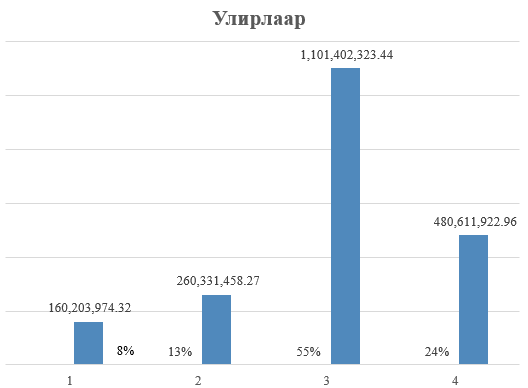 Улирлаар
1,101,402,323.44
480,611,922.96
260,331,458.27
160,203,974.32
8% 13% 55% 24%
1 2 3 4